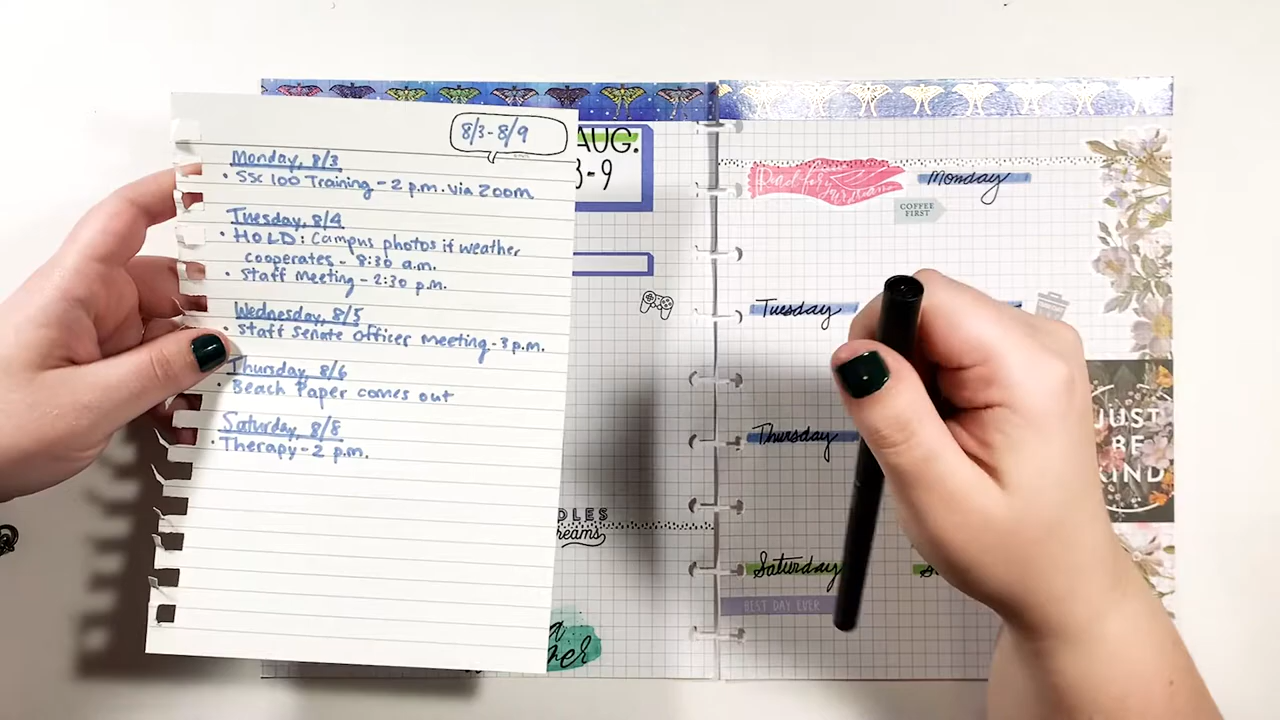 8/3-8/9
Monday, 8/3
• SSC 100 Training - 2 p.m. via Zoom
Tuesday, 8/4
• HOLD: Campus photos if weather
cooperates - 8:30 a.m.
• Staff meeting - 2:30 p.m.
Wednesday, 8/5
• Staff Senate Officer meeting - 3 p.m.
Thursday, 8/6
• Beach Paper comes out
Saturday, 8/8
• Therapy - 2 p.m.
AUG.
3-9
Monday
COFFEE
FIRST
Tuesday
Thursday
JUST
BE
KIND
Saturday
BEST DAY EVER